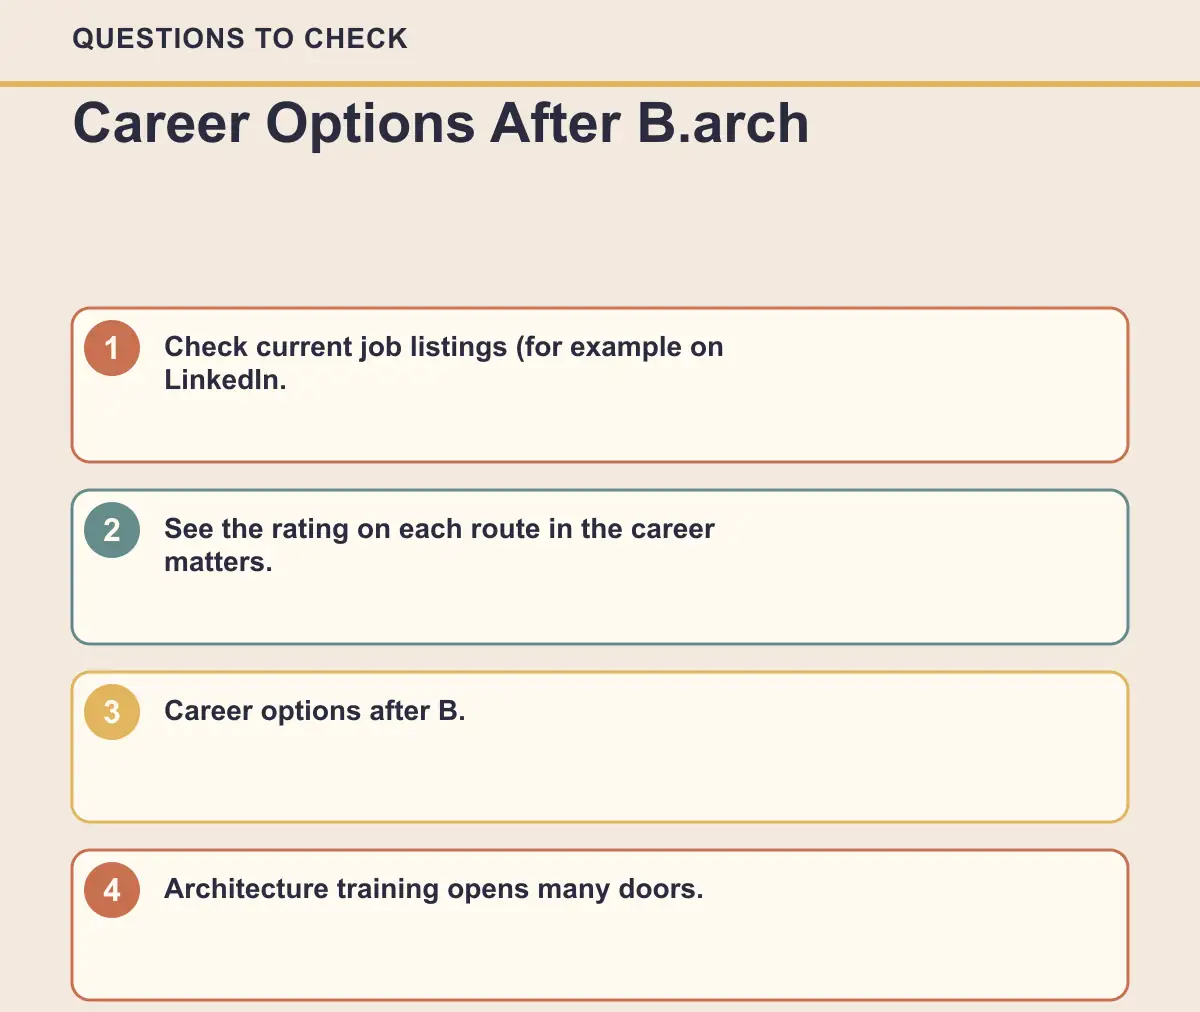 QUESTIONS TO CHECK
Career Options After B.arch
1
Check current job listings (for example on
LinkedIn.
2
See the rating on each route in the career
matters.
3
Career options after B.
4
Architecture training opens many doors.